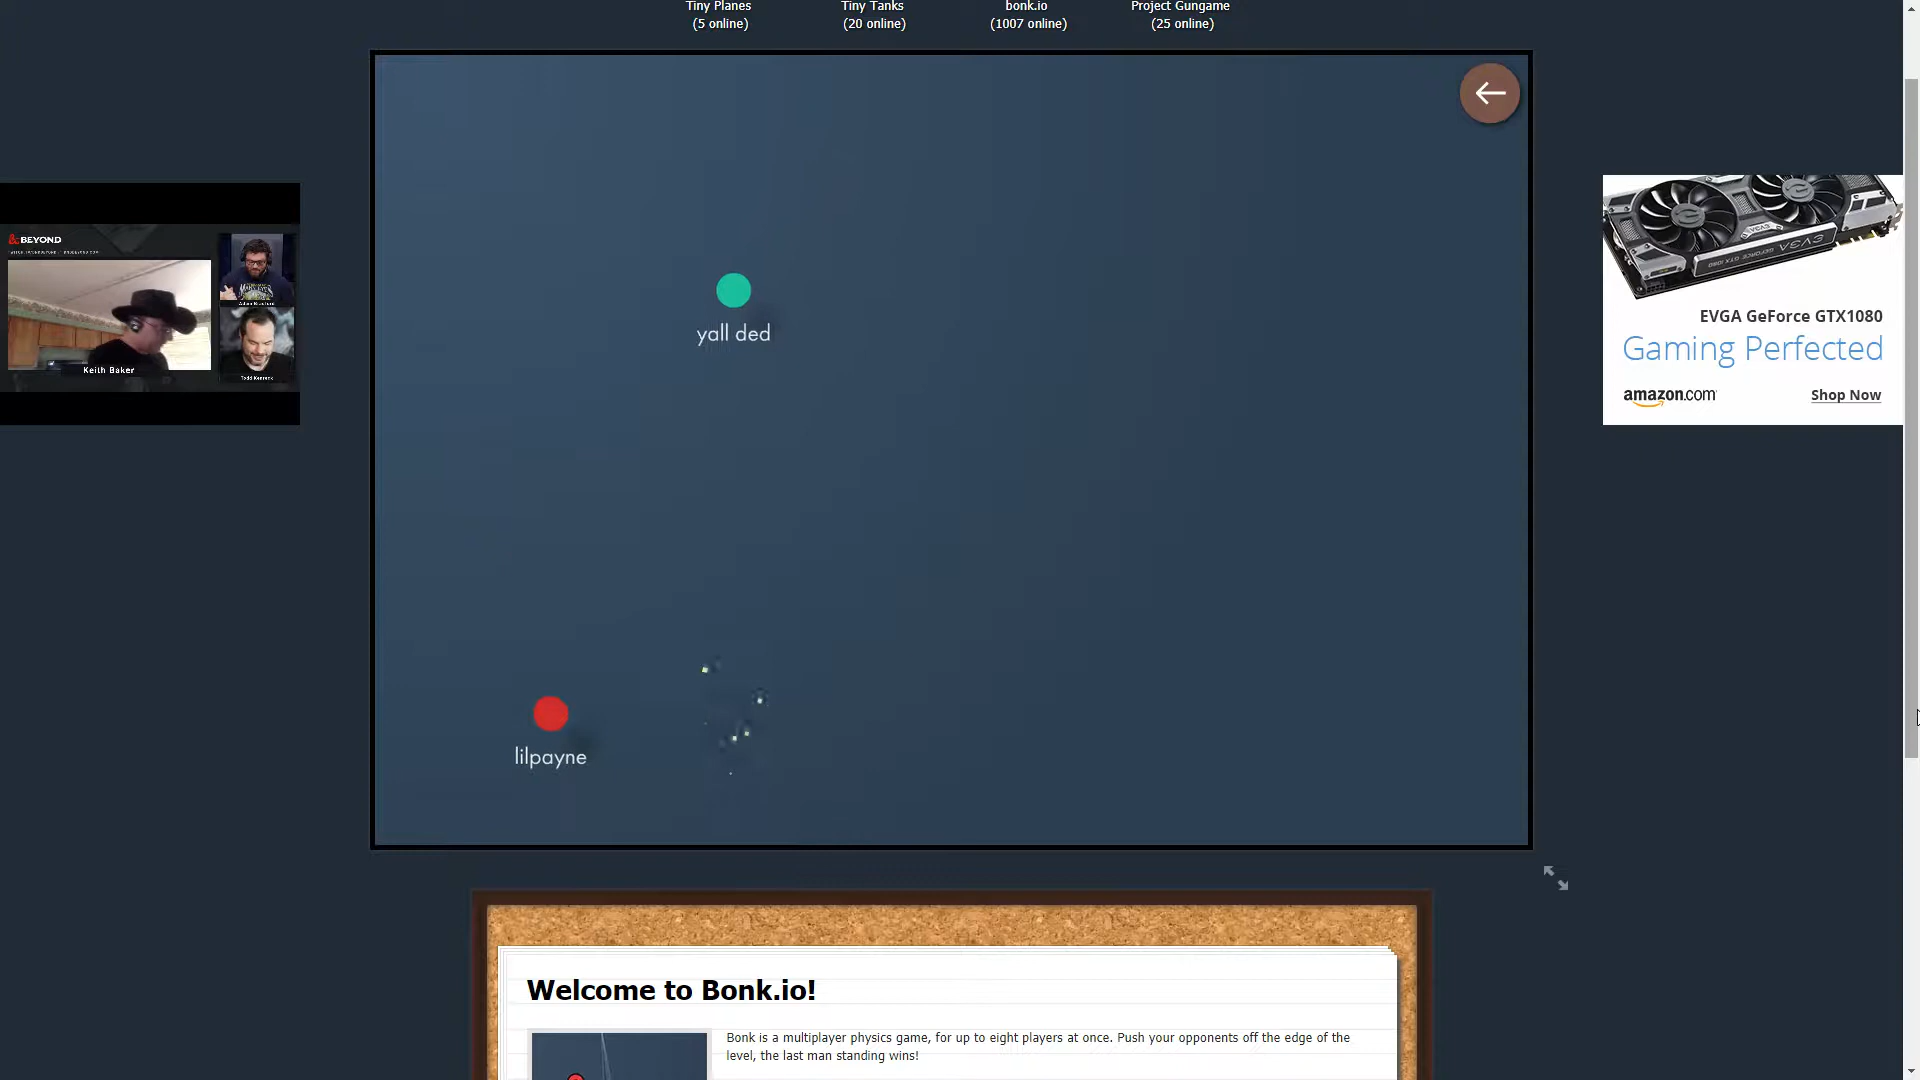 Tiny Planes
(5 online)
Tiny Tanks
(20 online)
bonk.io
(1007 online)
Project Gungame
(25 online)
BEYOND
Keith Baker
Todd Kenreck
yall ded
lilpayne
EVGA GeForce GTX1080
Gaming Perfected
amazon.com
Shop Now
Welcome to Bonk.io!
Bonk is a multiplayer physics game, for up to eight players at once. Push your opponents off the edge of the
level, the last man standing wins!